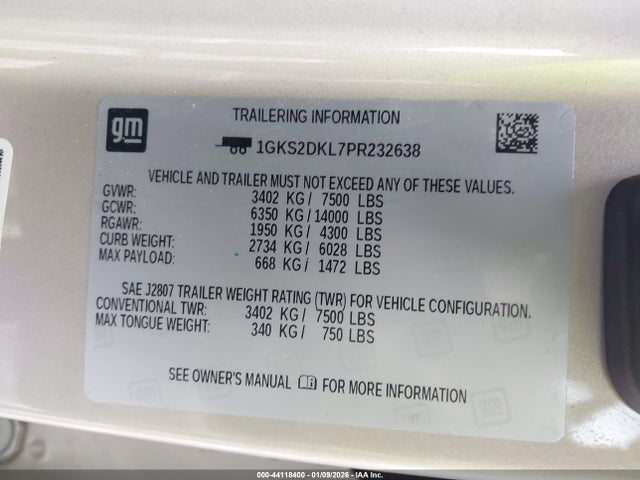 gm
TRAILERING INFORMATION
1GKS2DKL7PR232638
VEHICLE AND TRAILER MUST NOT EXCEED ANY OF THESE VALUES.
GVWR: 3402 KG / 7500 LBS
GCWR: 6350 KG / 14000 LBS
RGAWR: 1950 KG / 4300 LBS
CURB WEIGHT: 2734 KG / 6028 LBS
MAX PAYLOAD: 668 KG / 1472 LBS
SAE J2807 TRAILER WEIGHT RATING (TWR) FOR VEHICLE CONFIGURATION.
CONVENTIONAL TWR: 3402 KG / 7500 LBS
MAX TONGUE WEIGHT: 340 KG / 750 LBS
SEE OWNER'S MANUAL FOR MORE INFORMATION
000-44118400 - 01/09/2026 - IAA Inc.